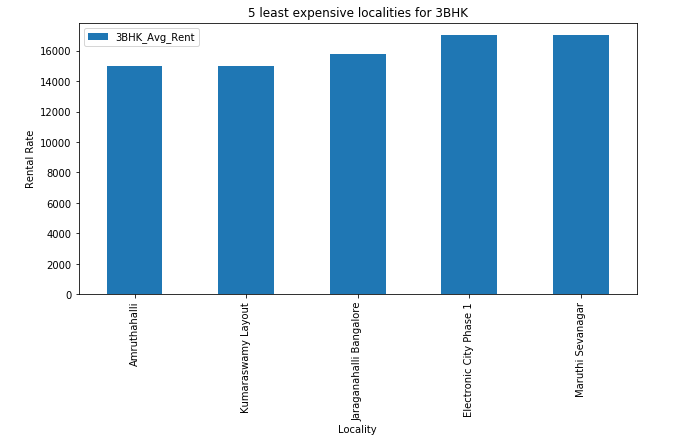 5 least expensive localities for 3BHK
3BHK_Avg_Rent
Rental Rate
16000
14000
12000
10000
8000
6000
4000
2000
0
Amruthahalli
Kumaraswamy Layout
Jaraganahalli Bangalore
Electronic City Phase 1
Maruthi Sevanagar
Locality